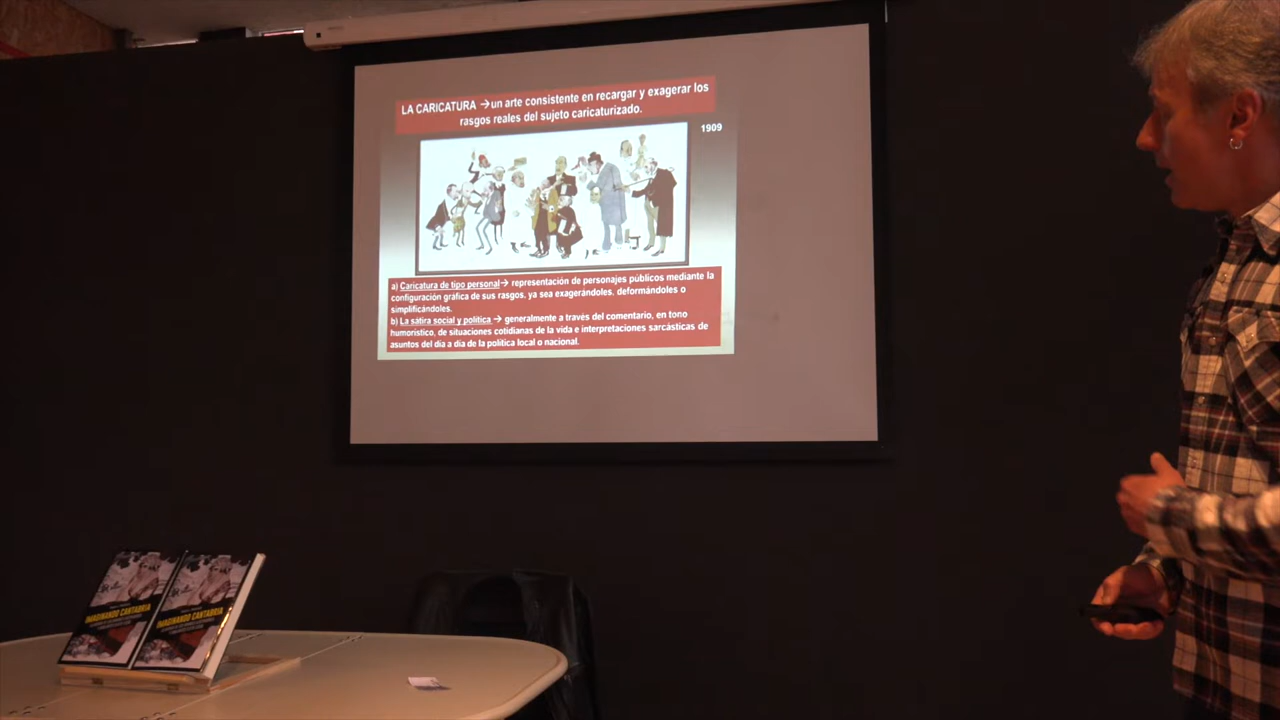 LA CARICATURA →un arte consistente en recargar y exagerar los
rasgos reales del sujeto caricaturizado.
1909
a) Caricatura de tipo personal→ representación de personajes públicos mediante la
configuración gráfica de sus rasgos, ya sea exagerándoles, deformándoles o
simplificándoles.
b) La sátira social y política → generalmente a través del comentario, en tono
humorístico, de situaciones cotidianas de la vida e interpretaciones sarcásticas de
asuntos del día a día de la política local o nacional.
IMAGINANDO CANTABRIA
IMAGINANDO CANTABRIA